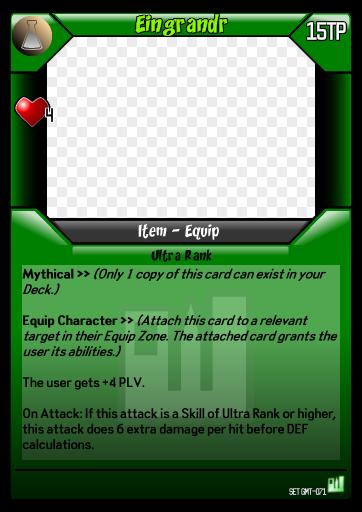 Eingrandr
15TP
4
Item - Equip
Ultra Rank
Mythical >> (Only 1 copy of this card can exist in your
Deck.)
Equip Character >> (Attach this card to a relevant
target in their Equip Zone. The attached card grants the
user its abilities.)
The user gets +4 PLV.
On Attack: If this attack is a Skill of Ultra Rank or higher,
this attack does 6 extra damage per hit before DEF
calculations.
SET GMT-071